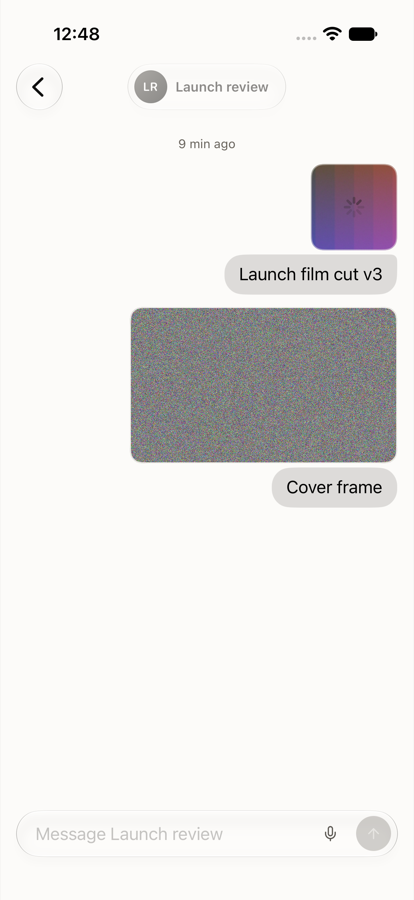 12:48
LR
Launch review
9 min ago
Launch film cut v3
Cover frame
Message Launch review